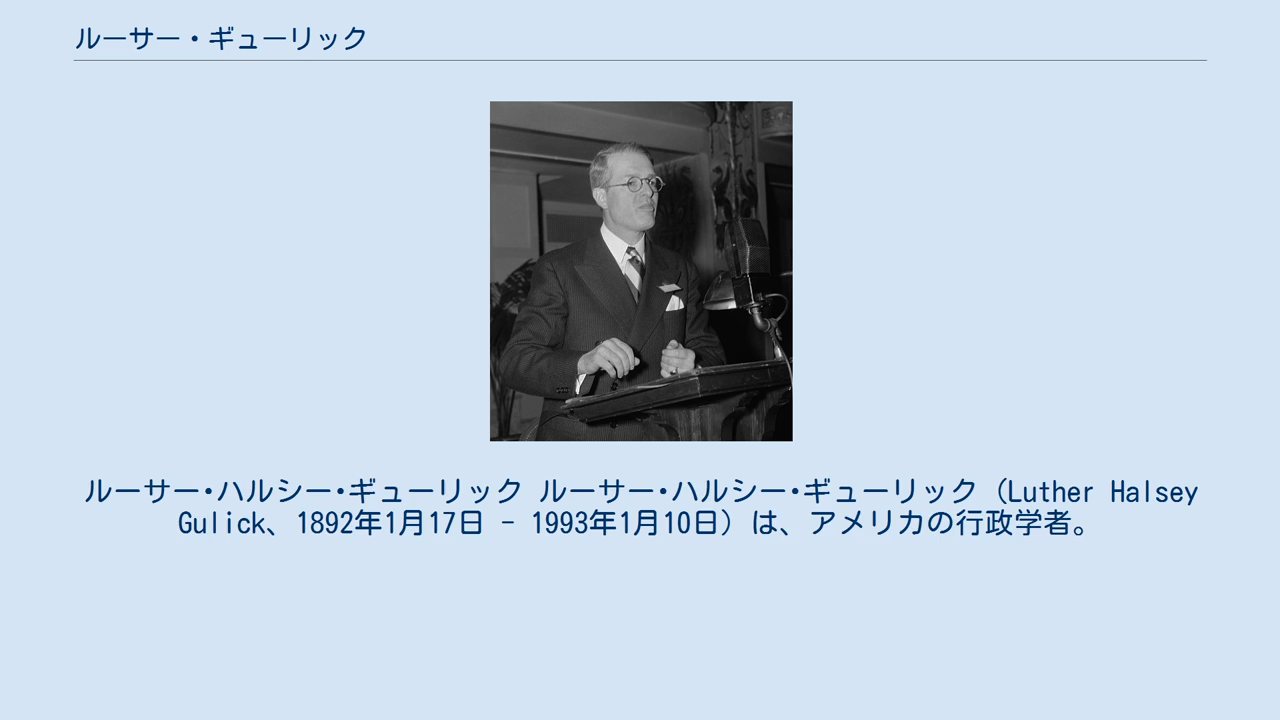 ルーサー・ギューリック
ルーサー･ハルシー･ギューリック ルーサー･ハルシー･ギューリック（Luther Halsey
Gulick、1892年1月17日 - 1993年1月10日）は、アメリカの行政学者。